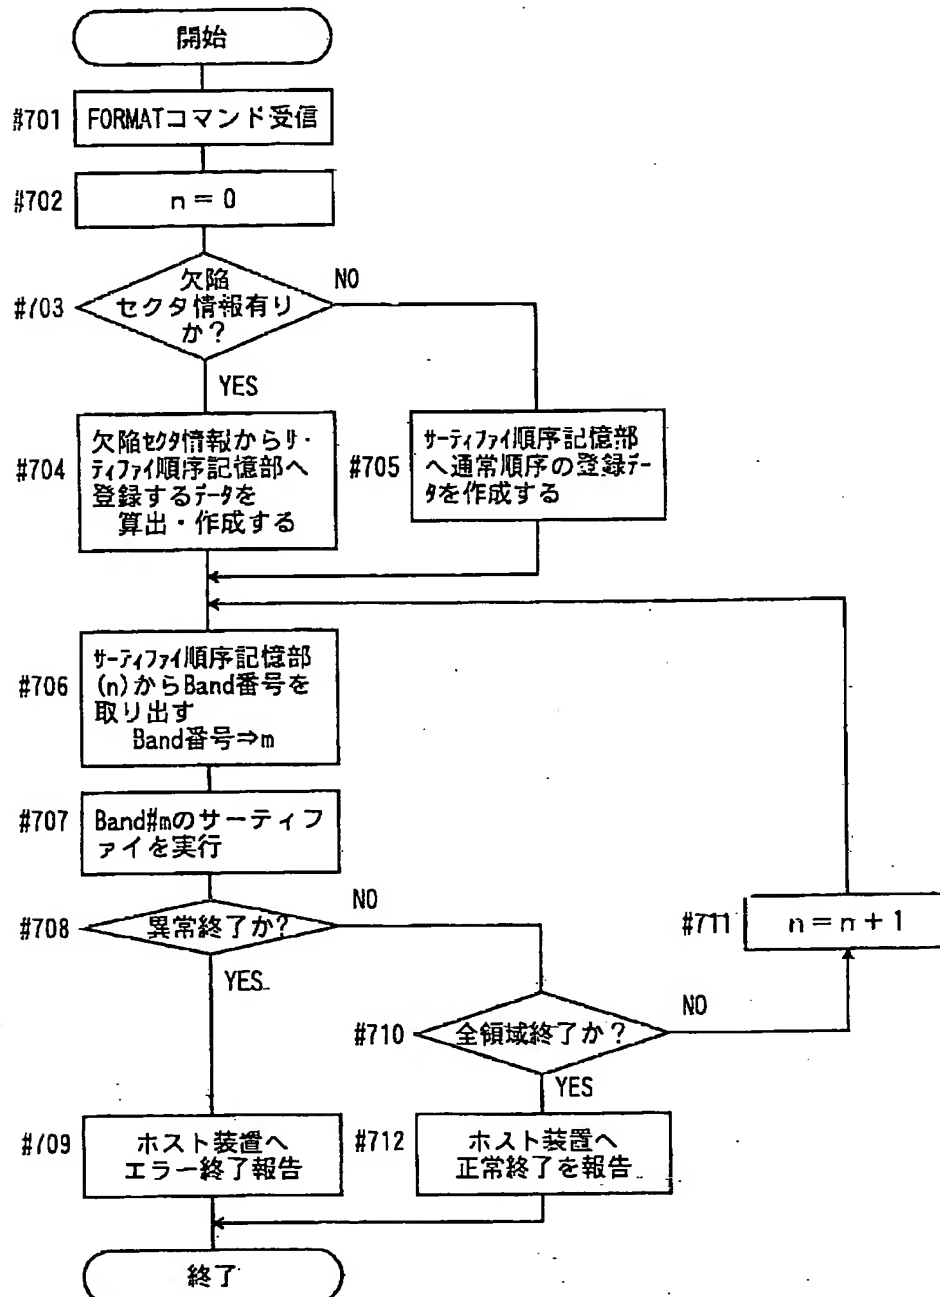 開始
#701
FORMATコマンド受信
#702
n = 0
#703
欠陥
セクタ情報有り
か?
NO
YES
#704
欠陥セクタ情報からサ-
ティファイ順序記憶部へ
登録するデータを
算出・作成する
#705
サーティファイ順序記憶部
へ通常順序の登録デー
タを作成する
#706
サーティファイ順序記憶部
(n)からBand番号を
取り出す
Band番号⇒m
#707
Band#mのサーティフ
ァイを実行
#708
異常終了か?
NO
YES
#711
n = n + 1
#710
全領域終了か?
NO
YES
#709
ホスト装置へ
エラー終了報告
#712
ホスト装置へ
正常終了を報告
終了